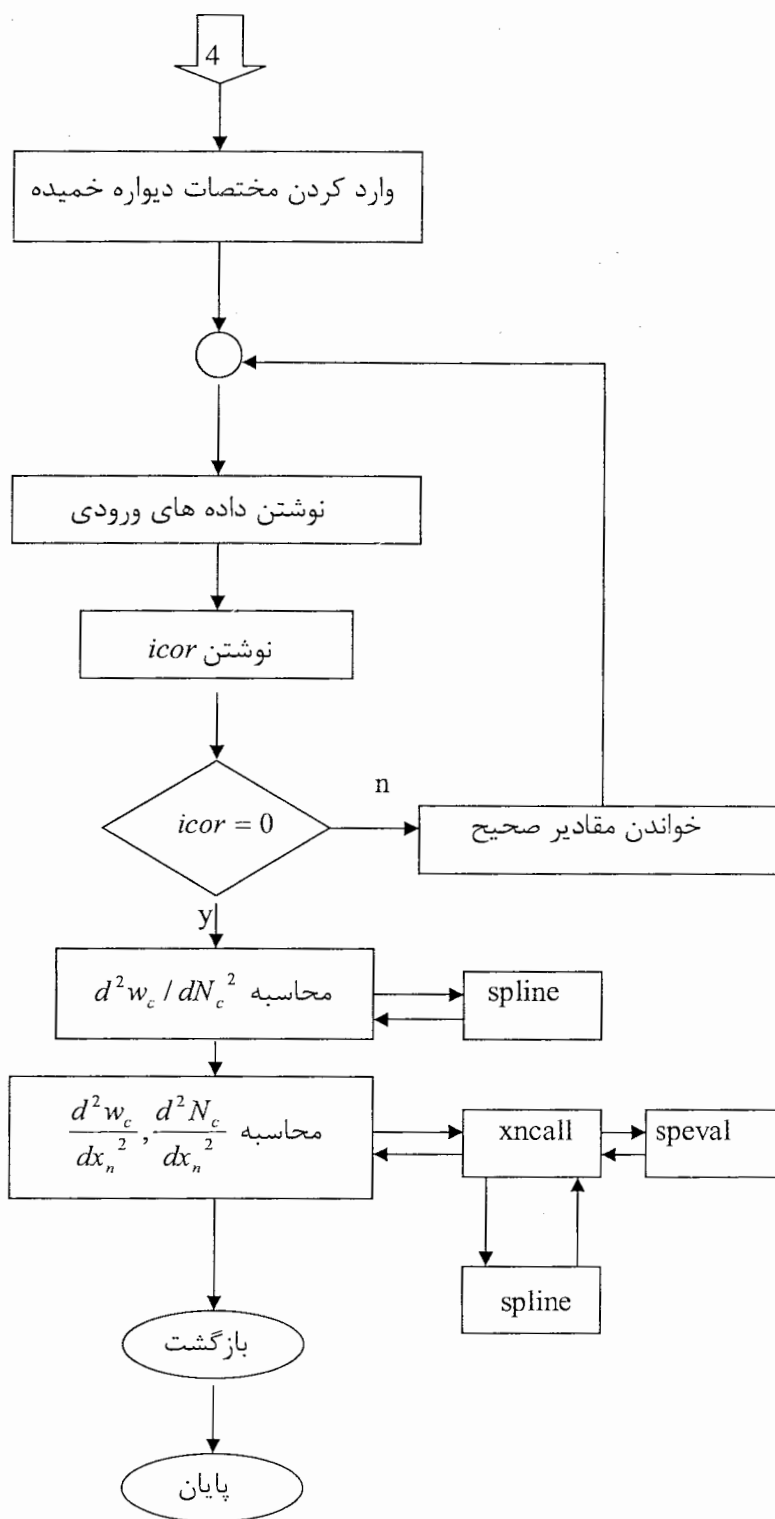 4
وارد کردن مختصات دیواره خمیده
نوشتن داده های ورودی
نوشتن icor
icor = 0
n
خواندن مقادیر صحیح
y
محاسبه d²w_c / dN_c²
spline
محاسبه d²w_c/dx_n² , d²N_c/dx_n²
xncall
speval
spline
بازگشت
پایان